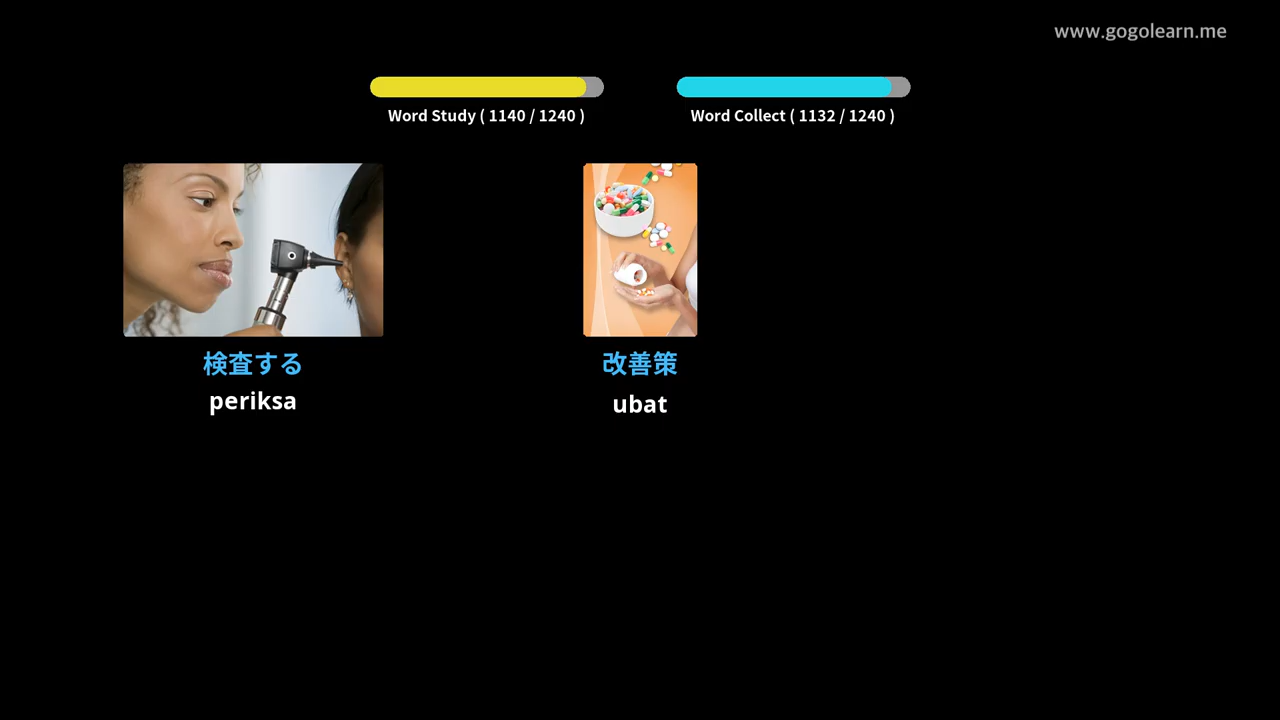 www.gogolearn.me
Word Study ( 1140 / 1240 )
Word Collect ( 1132 / 1240 )
検査する
periksa
改善策
ubat